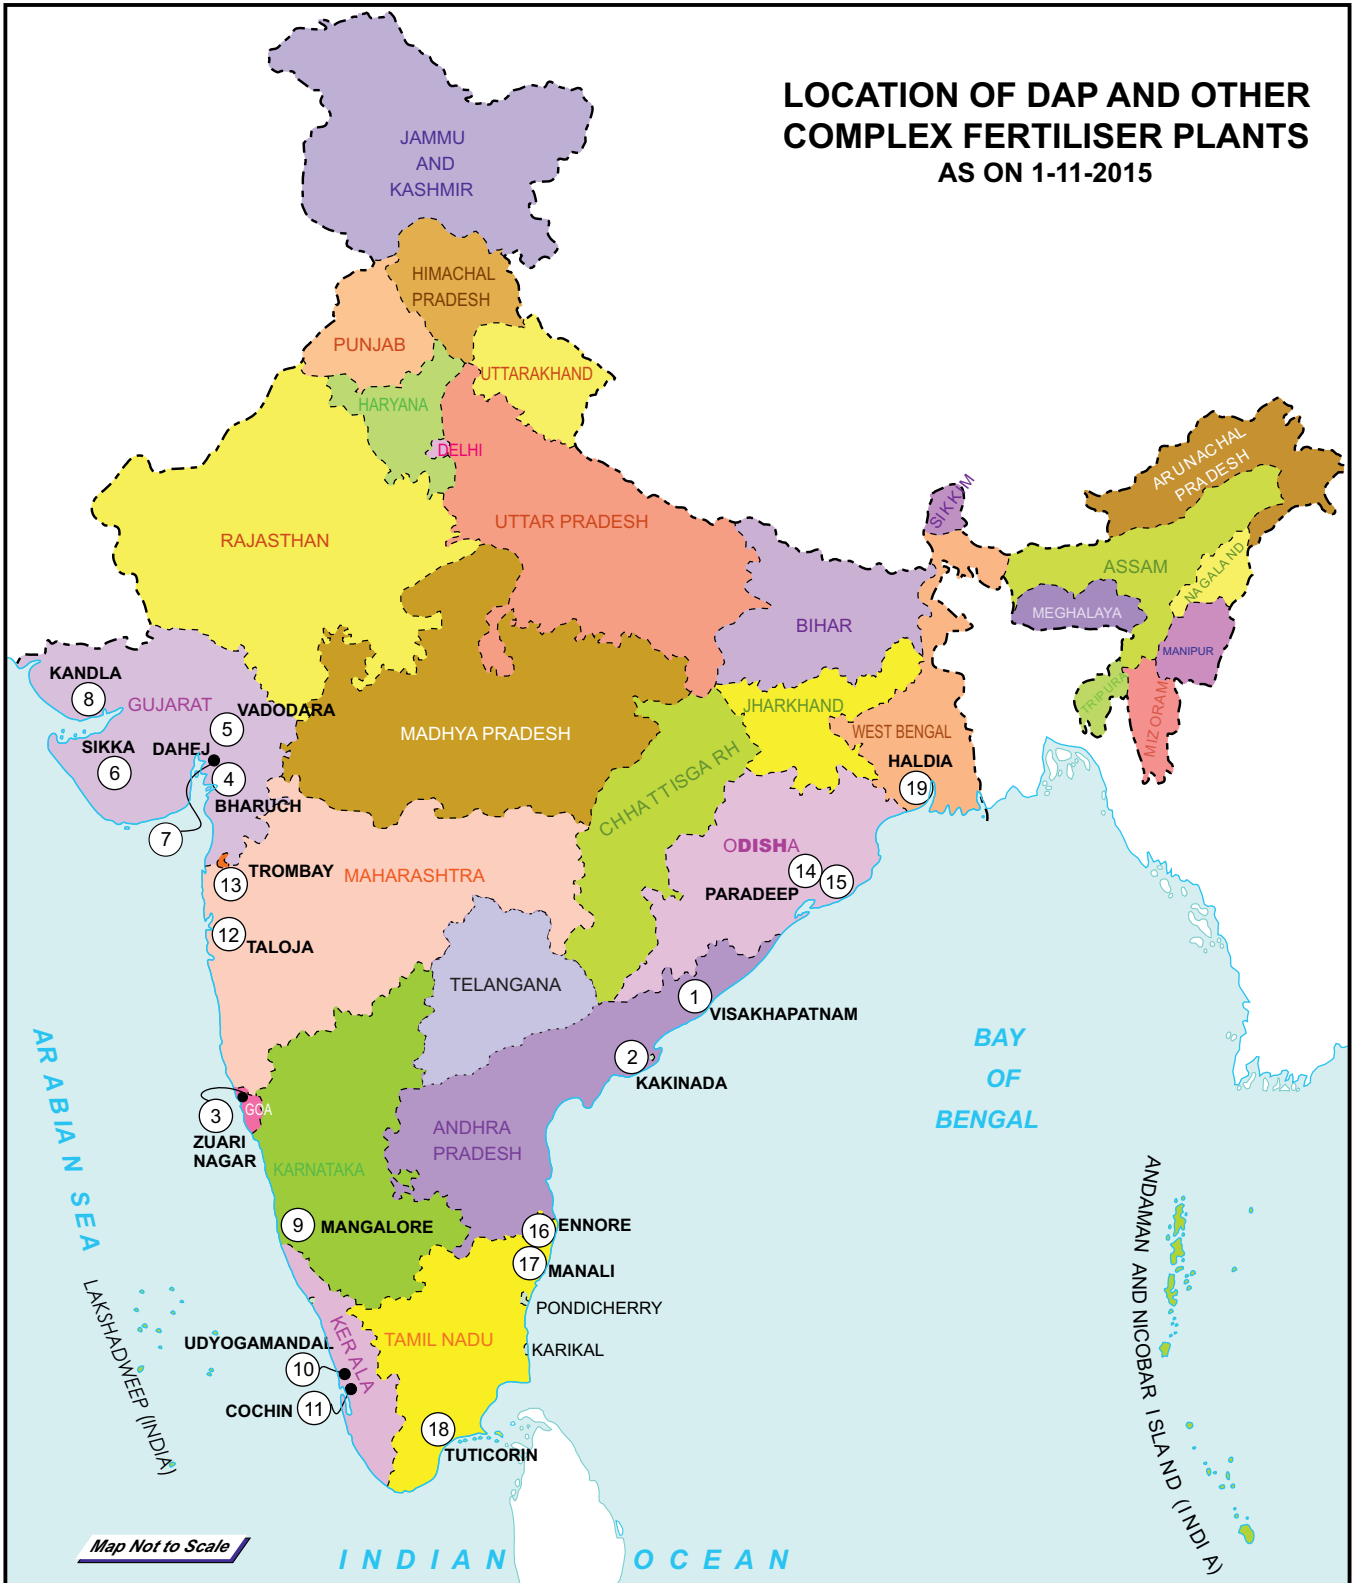 LOCATION OF DAP AND OTHER
COMPLEX FERTILISER PLANTS
AS ON 1-11-2015
JAMMU
AND
KASHMIR
HIMACHAL
PRADESH
PUNJAB
UTTARAKHAND
HARYANA
DELHI
ARUNACHAL
PRADESH
SIKKIM
UTTAR PRADESH
RAJASTHAN
ASSAM
NAGALAND
MEGHALAYA
BIHAR
MANIPUR
KANDLA
8
GUJARAT
TRIPURA
MIZORAM
JHARKHAND
VADODARA
5
WEST BENGAL
MADHYA PRADESH
SIKKA
6
DAHEJ
HALDIA
19
4
BHARUCH
7
CHHATTISGARH
ODISHA
TROMBAY
13
MAHARASHTRA
14
15
PARADEEP
12
TALOJA
TELANGANA
1
VISAKHAPATNAM
2
KAKINADA
BAY
OF
BENGAL
ARABIAN SEA
3
GOA
ZUARI
NAGAR
ANDHRA
PRADESH
KARNATAKA
9
MANGALORE
16
ENNORE
17
MANALI
PONDICHERRY
KARIKAL
LAKSHADWEEP (INDIA)
ANDAMAN AND NICOBAR ISLAND (INDIA)
UDYOGAMANDAL
10
KERALA
TAMIL NADU
COCHIN
11
18
TUTICORIN
Map Not to Scale
INDIAN OCEAN